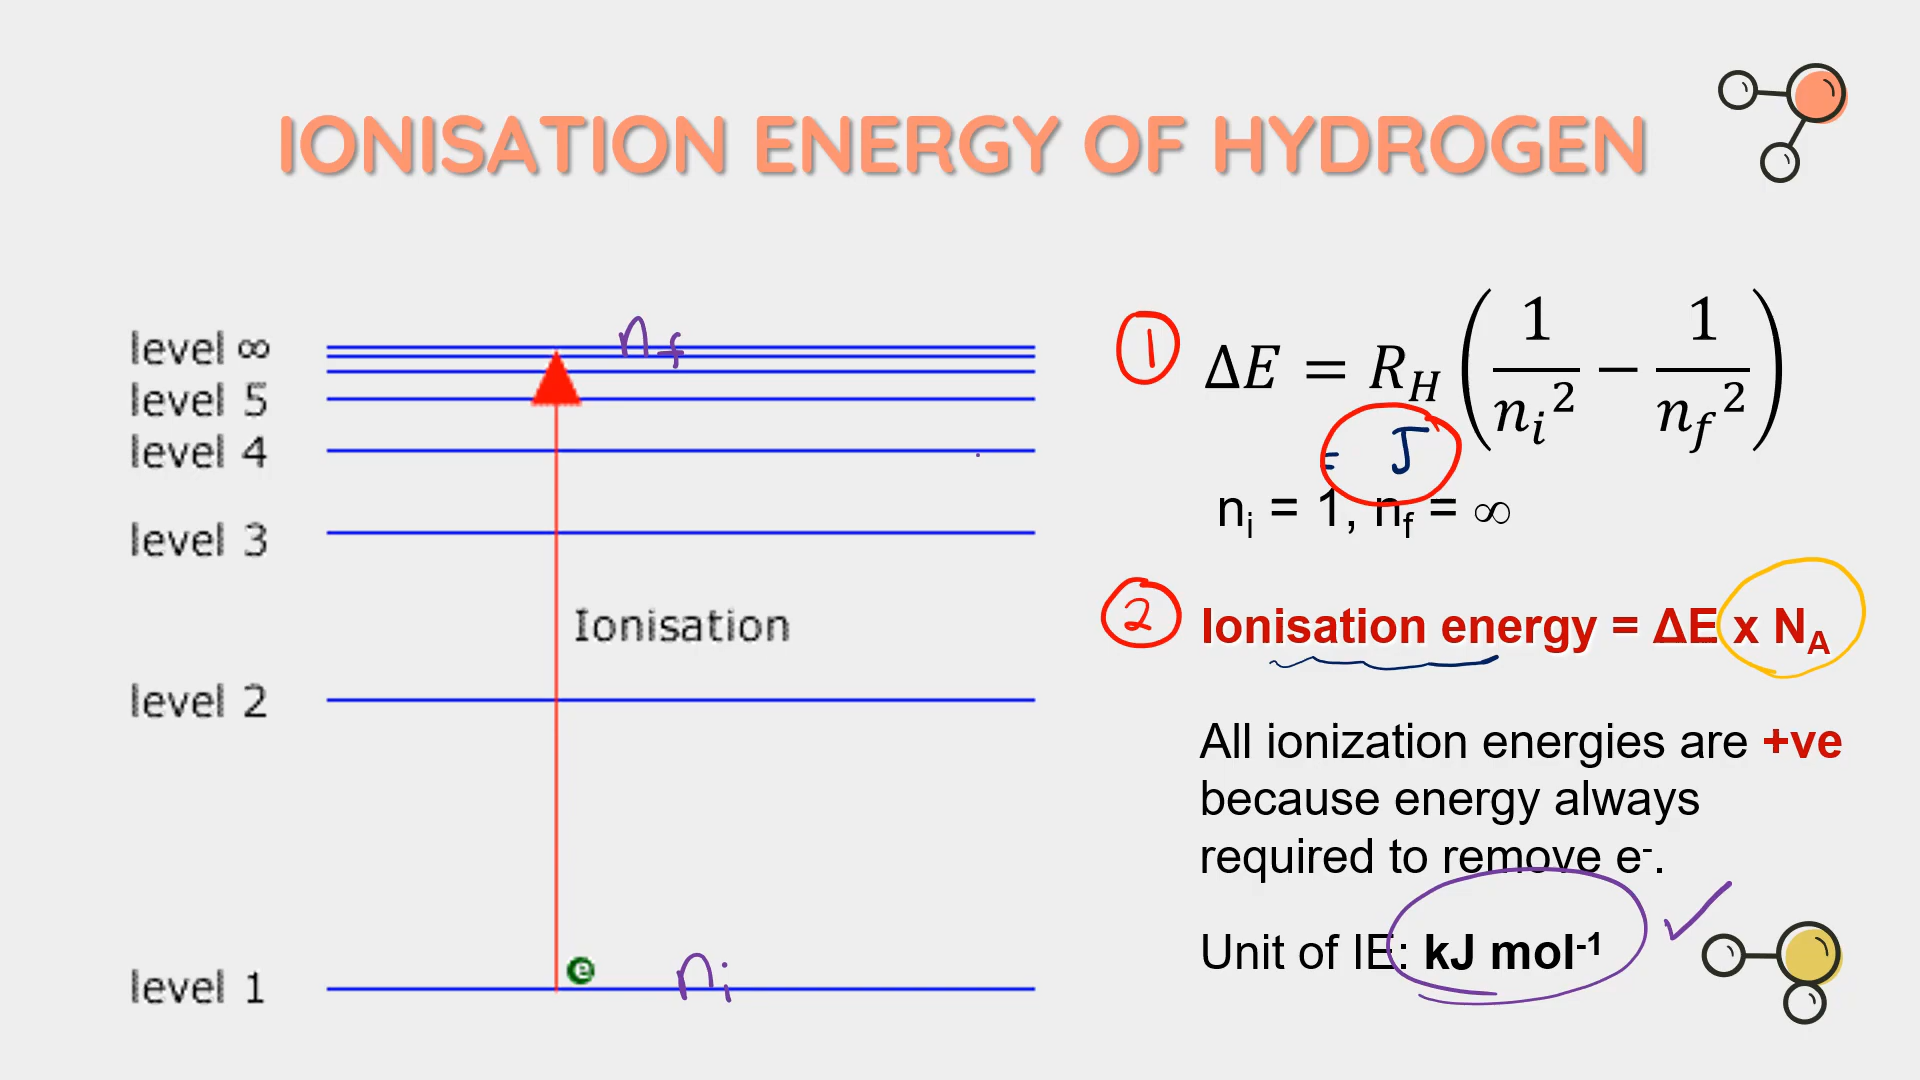 IONISATION ENERGY OF HYDROGEN
level ∞
level 5
level 4
level 3
level 2
level 1
n_f
Ionisation
e
n_i
① ΔE = R_H (1/n_i² − 1/n_f²)
= J
n_i = 1, n_f = ∞
② Ionisation energy = ΔE x N_A
All ionization energies are +ve
because energy always
required to remove e⁻.
Unit of IE: kJ mol⁻¹ ✓